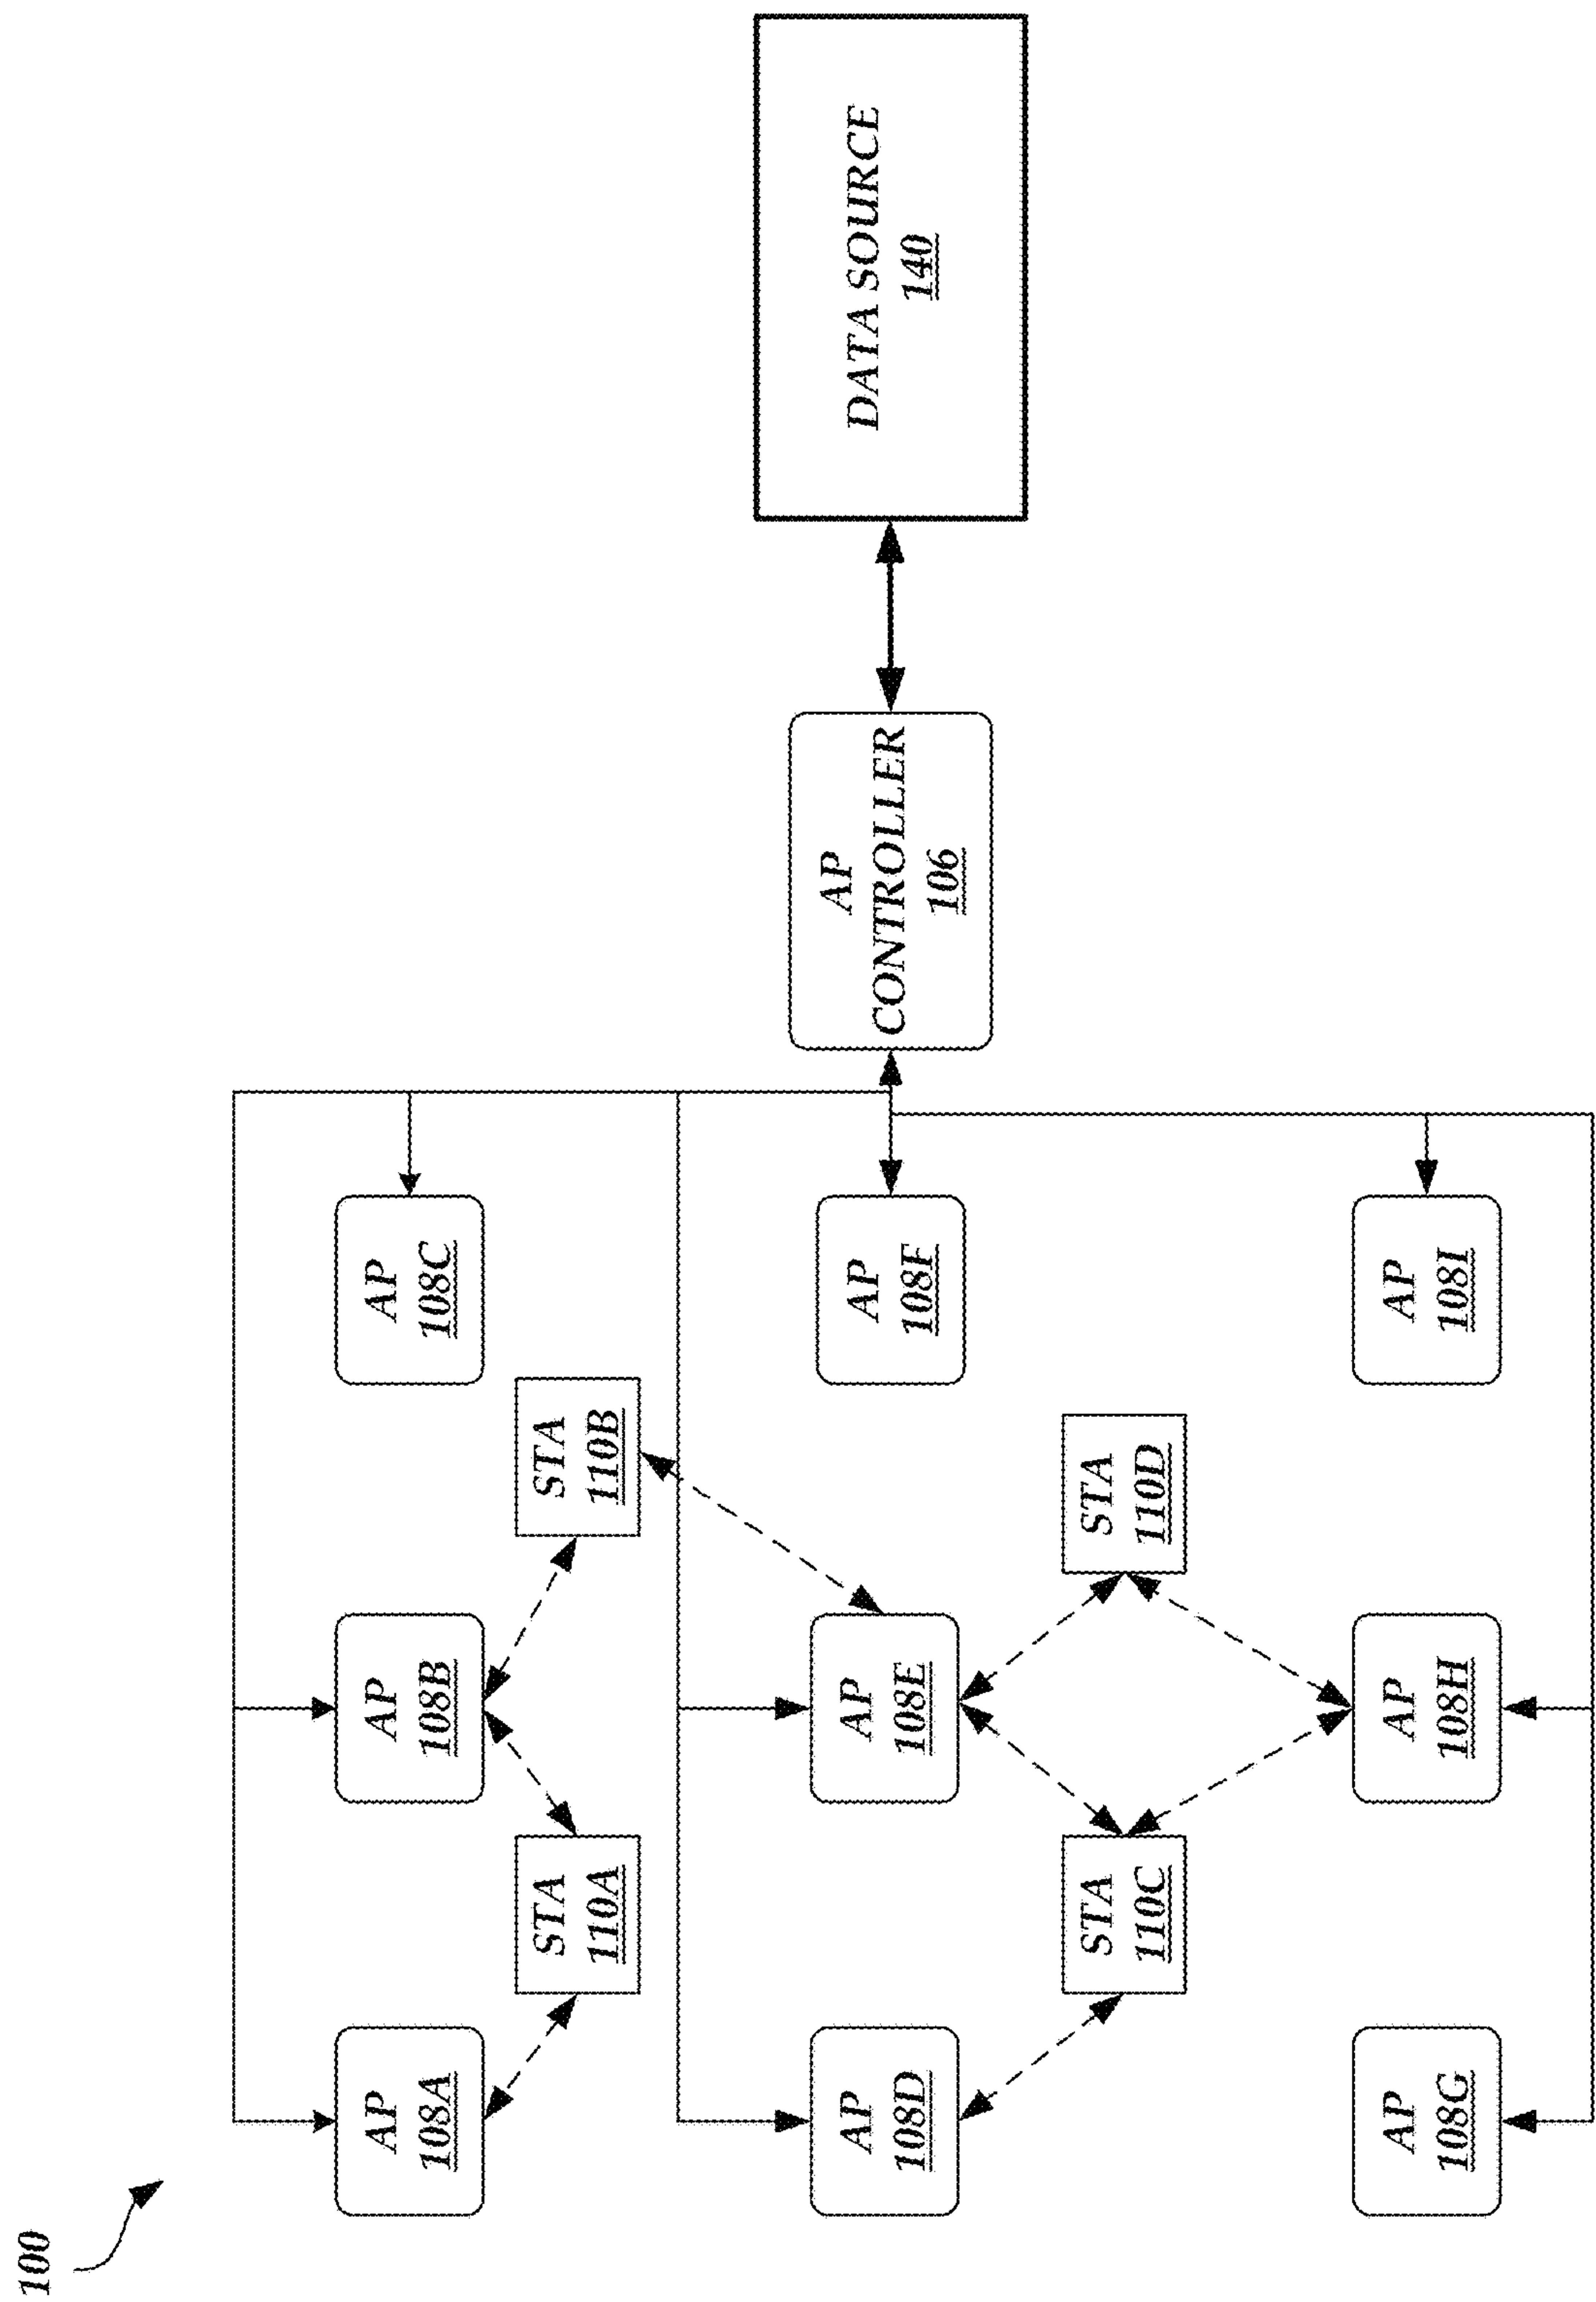 100
AP
108A
AP
108B
AP
108C
STA
110A
STA
110B
AP
108D
AP
108E
AP
108F
AP
CONTROLLER
106
DATA SOURCE
140
STA
110C
STA
110D
AP
108G
AP
108H
AP
108I